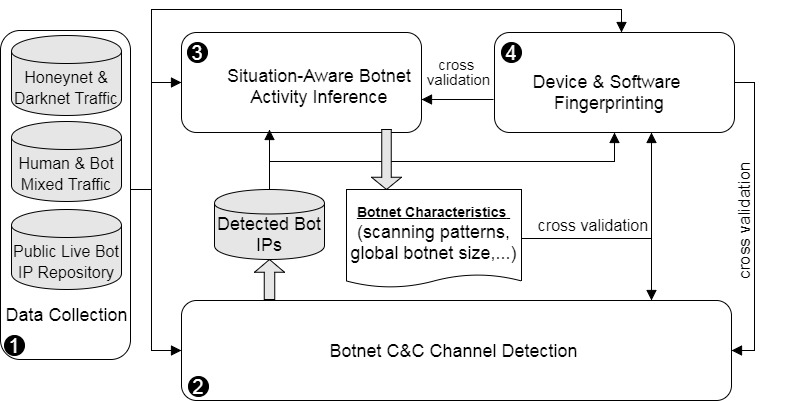 Honeynet &
Darknet Traffic
Human & Bot
Mixed Traffic
Public Live Bot
IP Repository
Data Collection
1
3
Situation-Aware Botnet
Activity Inference
cross
validation
4
Device & Software
Fingerprinting
Detected Bot
IPs
Botnet Characteristics
(scanning patterns,
global botnet size,...)
cross validation
cross validation
Botnet C&C Channel Detection
2